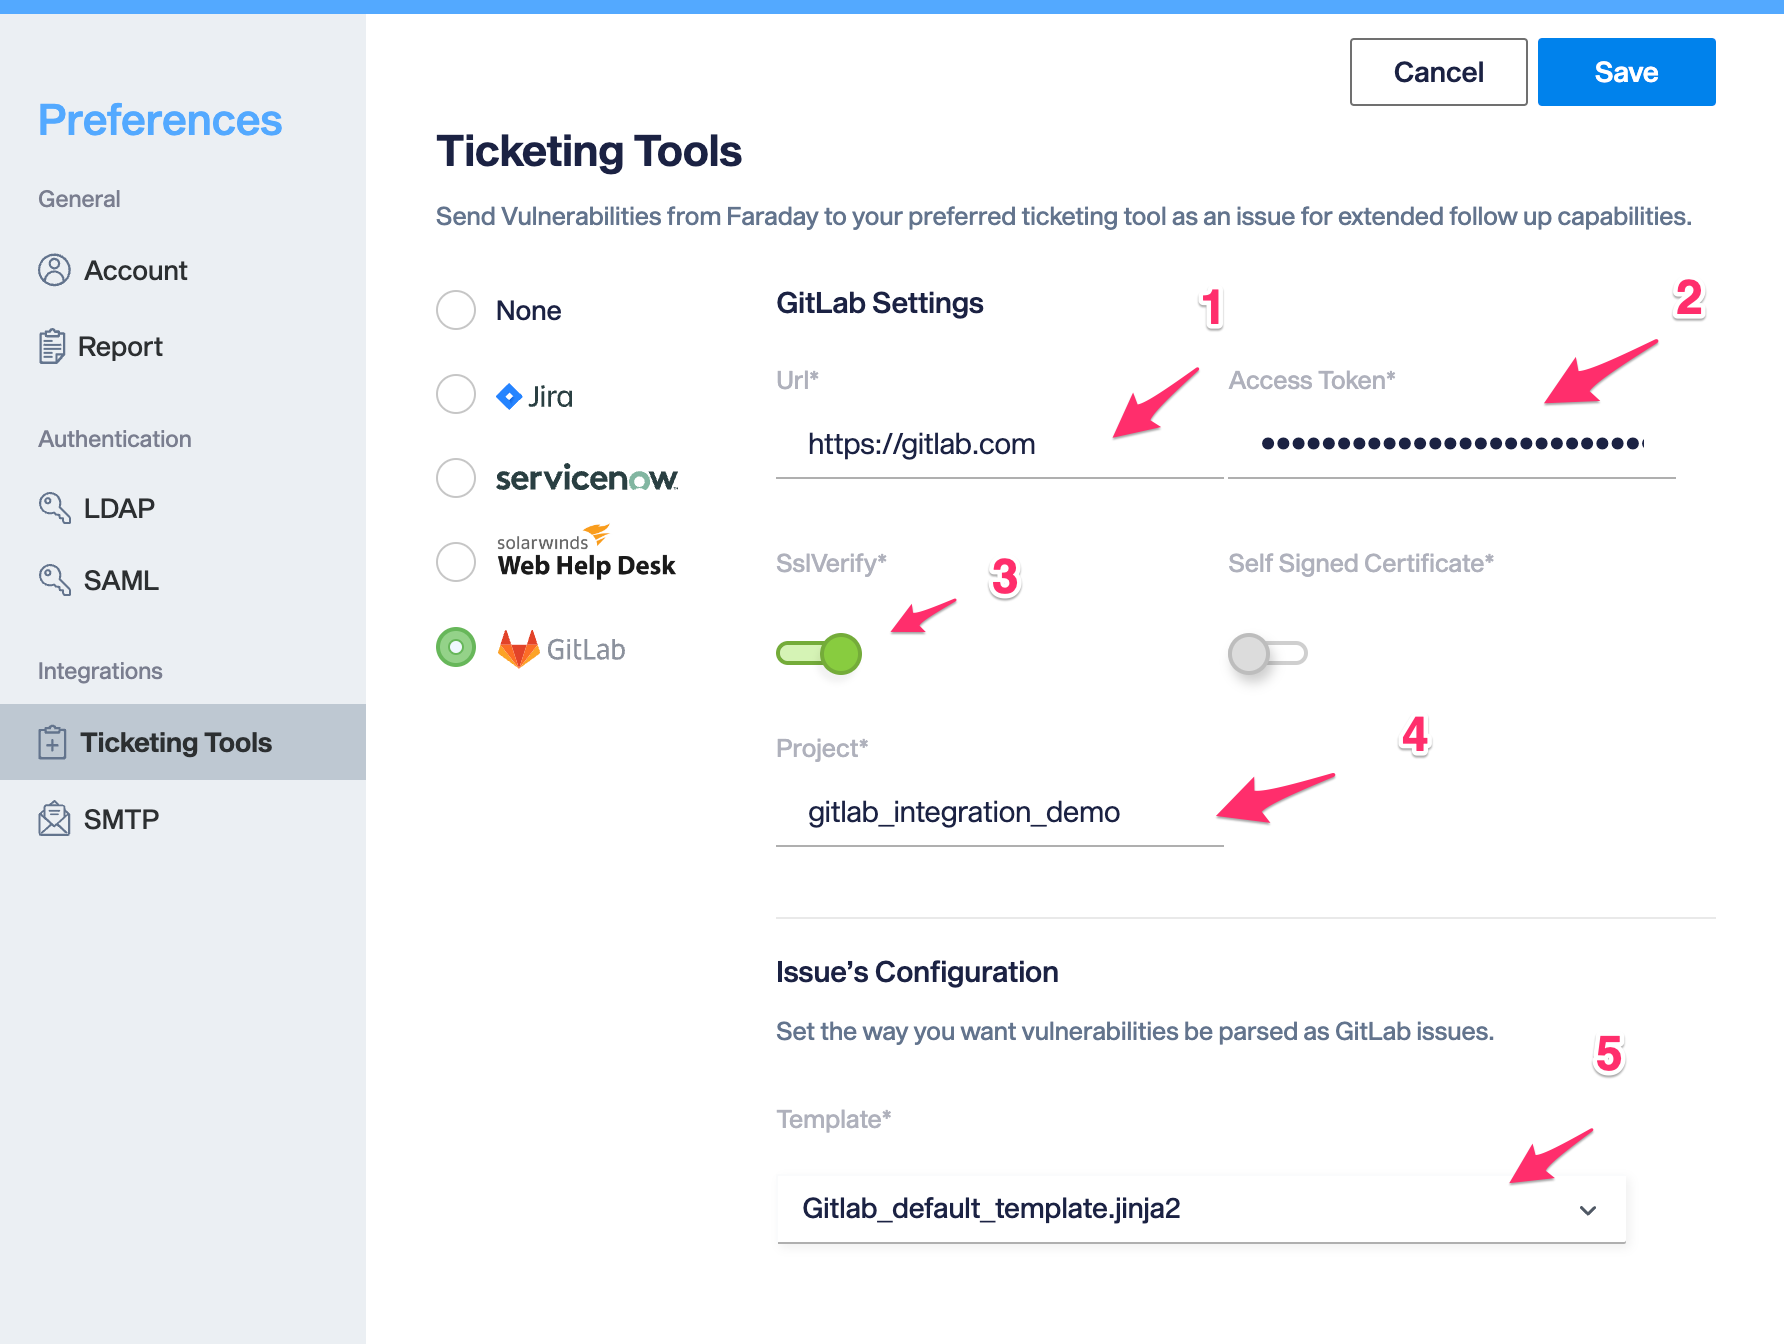 Cancel
Save
Preferences
General
Account
Report
Authentication
LDAP
SAML
Integrations
Ticketing Tools
SMTP
Ticketing Tools
Send Vulnerabilities from Faraday to your preferred ticketing tool as an issue for extended follow up capabilities.
None
Jira
servicenow
solarwinds
Web Help Desk
GitLab
GitLab Settings
1
2
Url*
Access Token*
https://gitlab.com
SslVerify*
3
Self Signed Certificate*
Project*
4
gitlab_integration_demo
Issue’s Configuration
Set the way you want vulnerabilities be parsed as GitLab issues.
5
Template*
Gitlab_default_template.jinja2